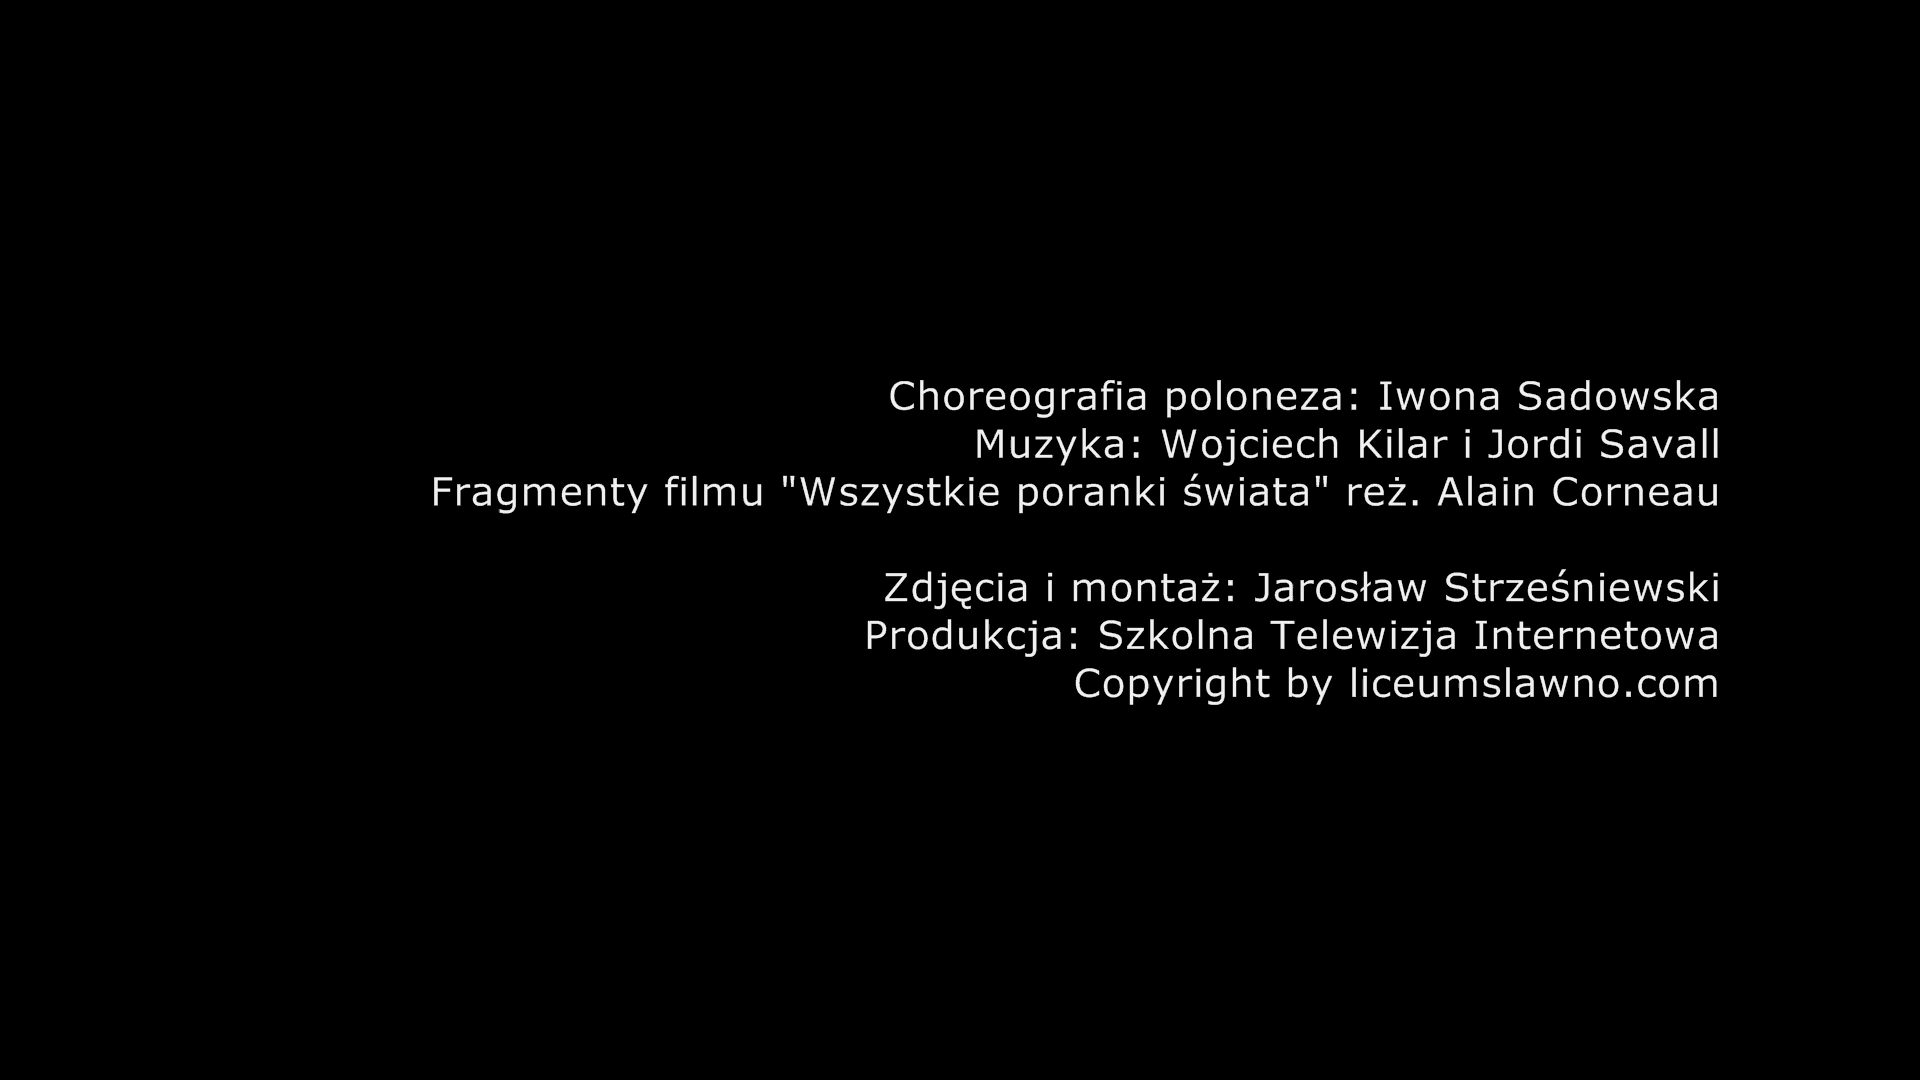 Choreografia poloneza: Iwona Sadowska
Muzyka: Wojciech Kilar i Jordi Savall
Fragmenty filmu "Wszystkie poranki świata" reż. Alain Corneau
Zdjęcia i montaż: Jarosław Strześniewski
Produkcja: Szkolna Telewizja Internetowa
Copyright by liceumslawno.com